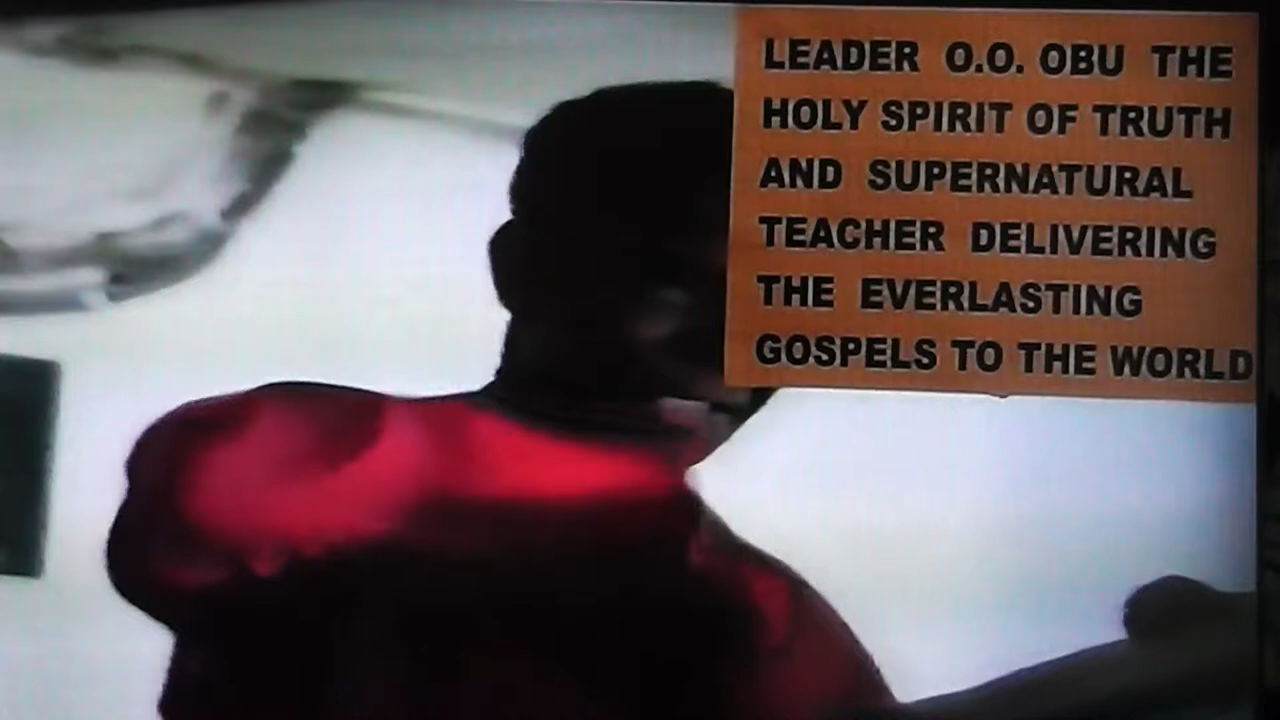 LEADER O.O. OBU THE
HOLY SPIRIT OF TRUTH
AND SUPERNATURAL
TEACHER DELIVERING
THE EVERLASTING
GOSPELS TO THE WORLD